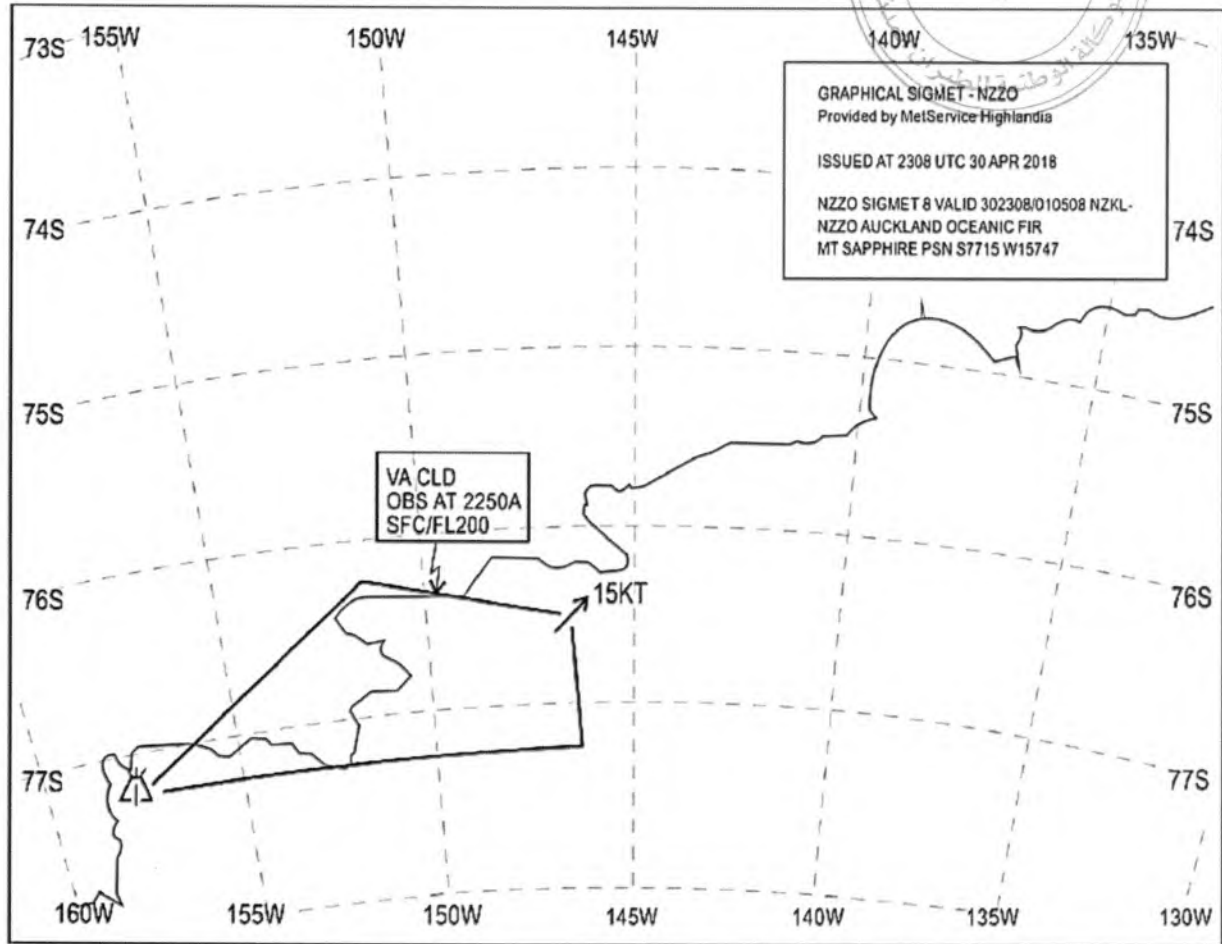 155W 150W 145W 140W 135W
73S
GRAPHICAL SIGMET - NZZO
Provided by MetService Highlandia
ISSUED AT 2308 UTC 30 APR 2018
NZZO SIGMET 8 VALID 302308/010508 NZKL-
NZZO AUCKLAND OCEANIC FIR
MT SAPPHIRE PSN S7715 W15747
74S 74S
75S 75S
VA CLD
OBS AT 2250A
SFC/FL200
76S 15KT 76S
77S 77S
160W 155W 150W 145W 140W 135W 130W